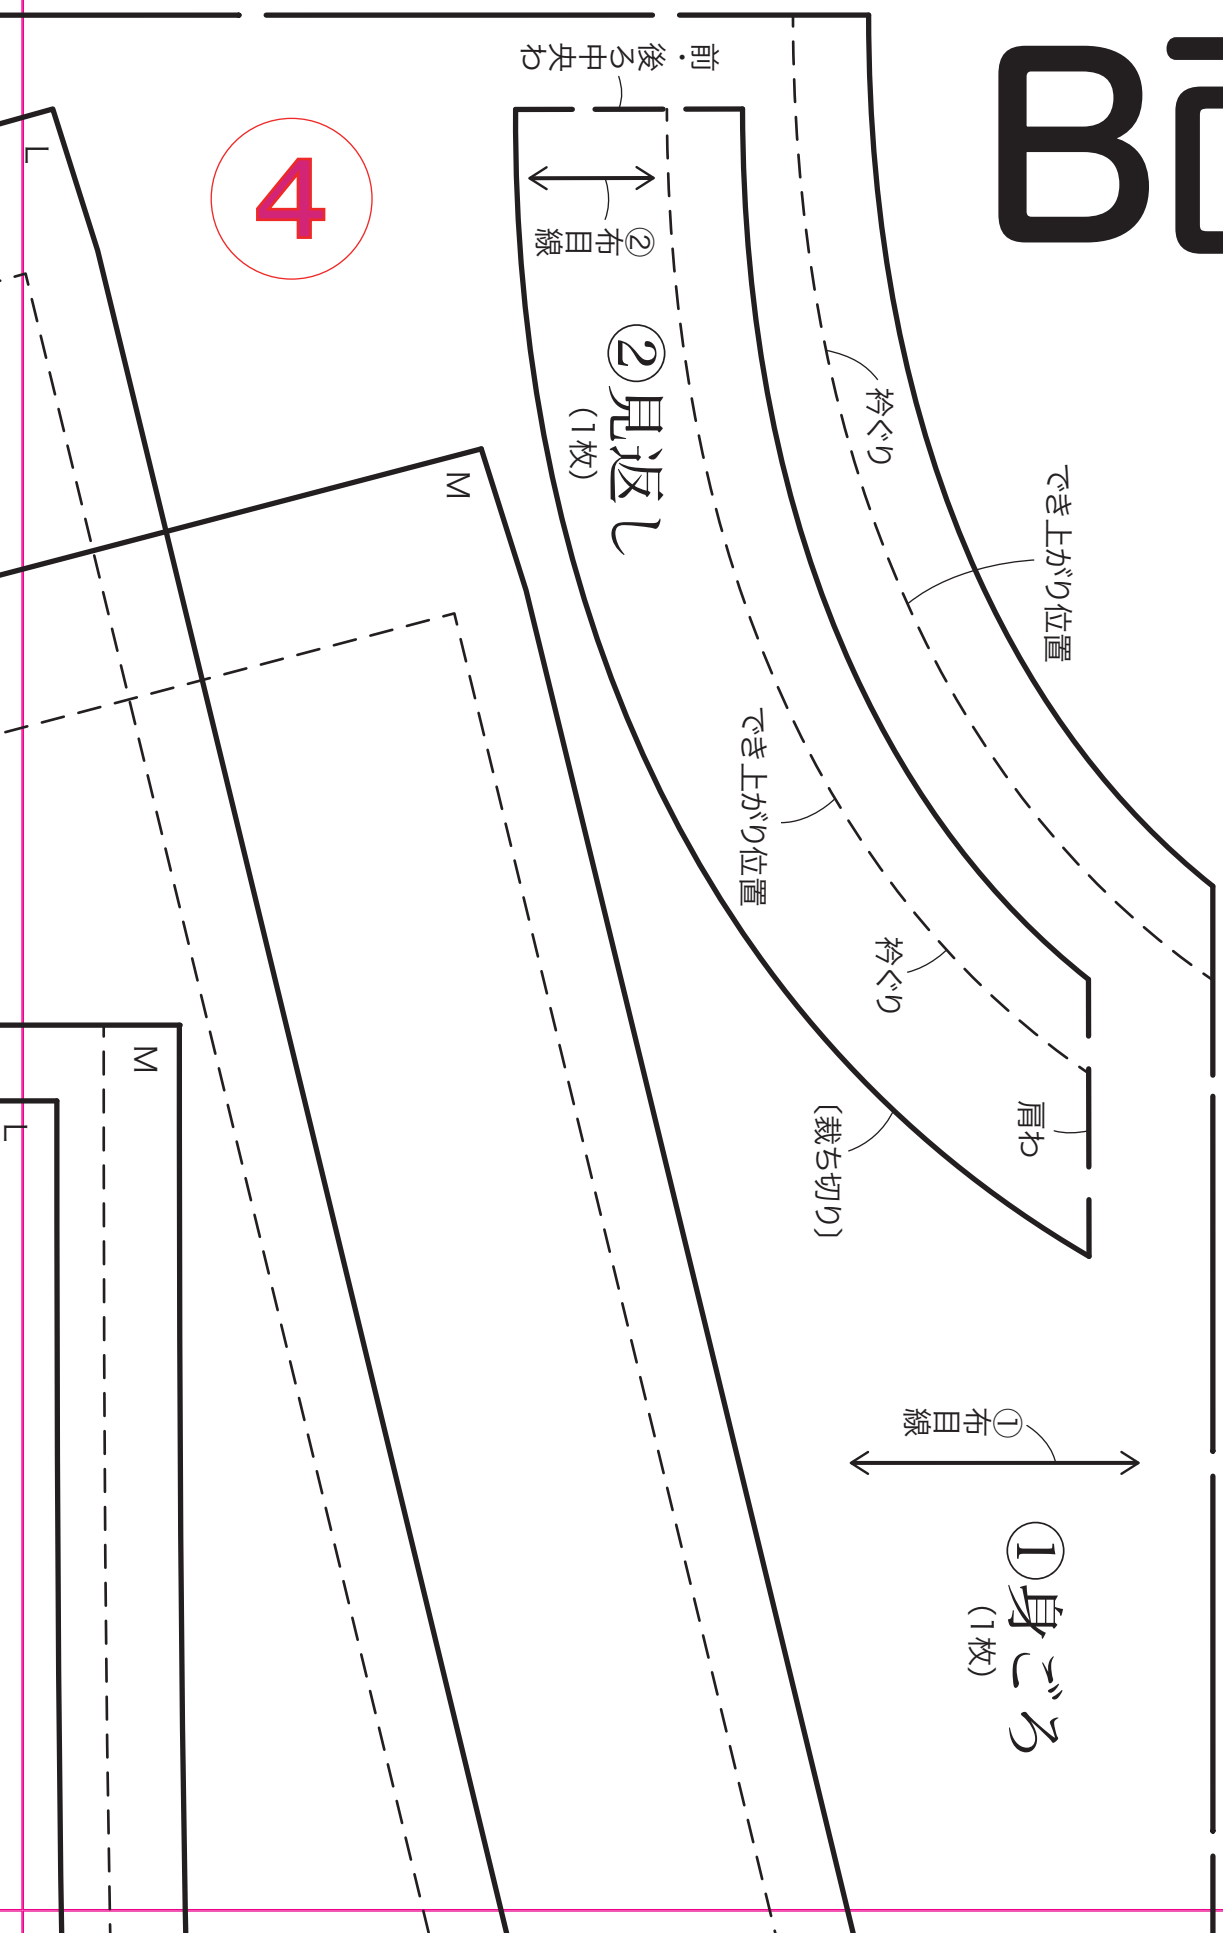 前・後ろ中央わ
4
②布目線
②見返し
(1枚)
衿ぐり
でき上がり位置
でき上がり位置
衿ぐり
肩わ
(裁ち切り)
①布目線
①身ごろ
(1枚)
L
M
M
L
B